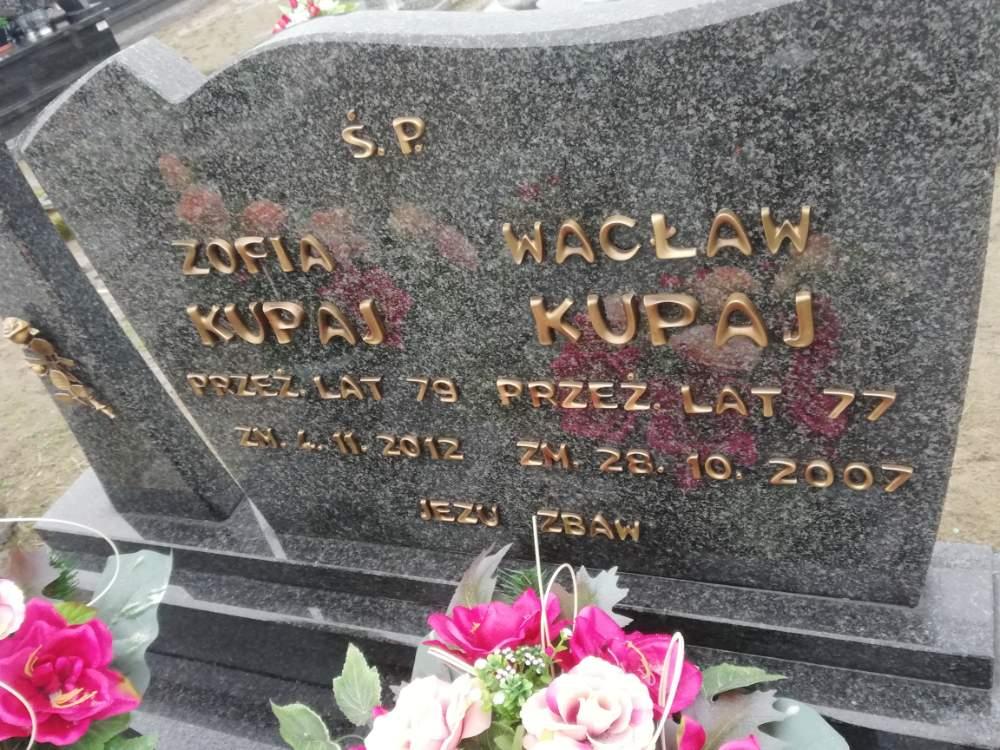 Ś.P.
ZOFIA
KUPAJ
PRZEŻ. LAT 79
ZM. 4. 11. 2012
WACŁAW
KUPAJ
PRZEŻ. LAT 77
ZM. 28. 10. 2007
JEZU ZBAW